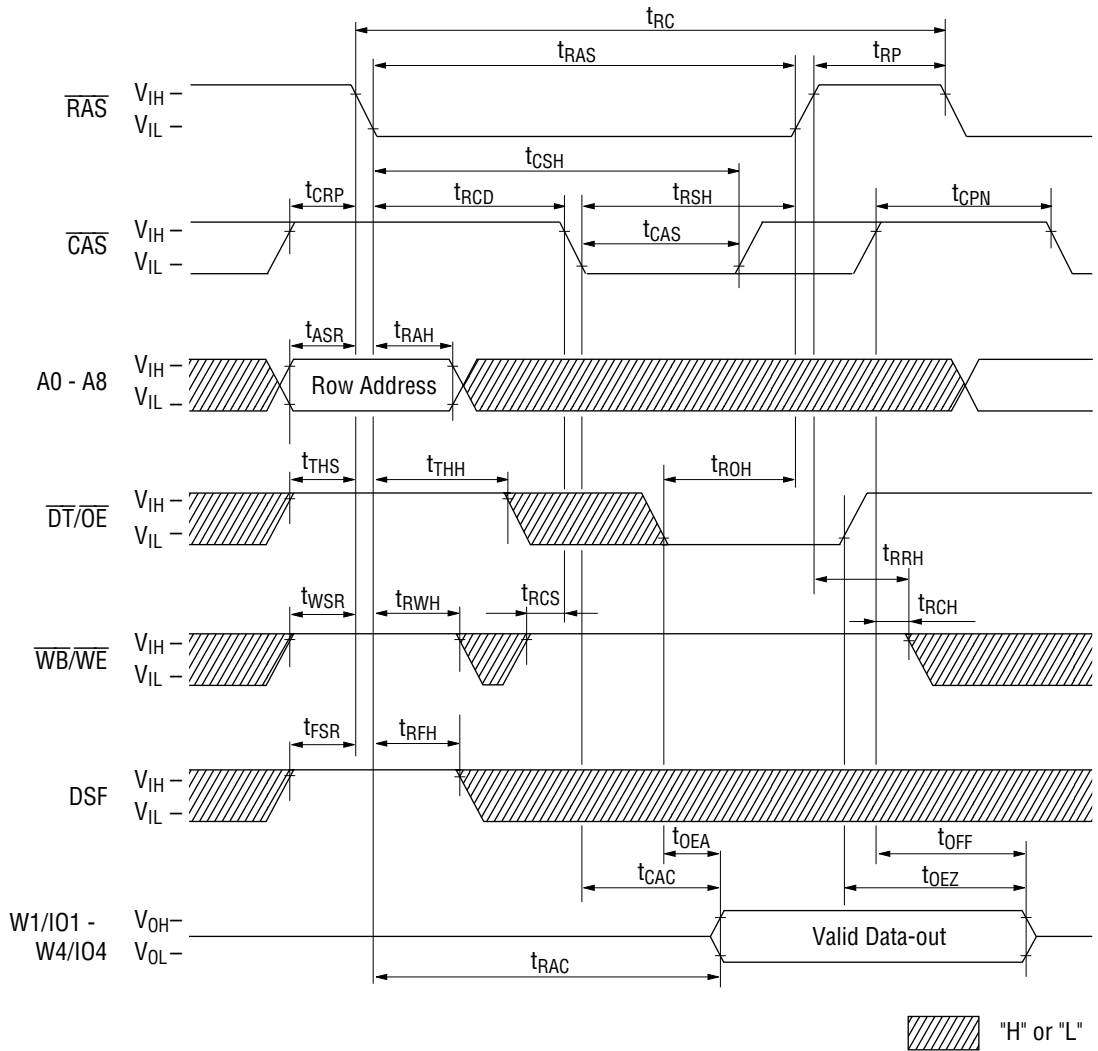 tRC
tRAS
tRP
RAS
VIH –
VIL –
tCSH
tCRP
tRCD
tRSH
tCPN
CAS
VIH –
VIL –
tCAS
tASR
tRAH
A0 - A8
VIH –
VIL –
Row Address
tTHS
tTHH
tROH
DT/OE
VIH –
VIL –
tRRH
tWSR
tRWH
tRCS
tRCH
WB/WE
VIH –
VIL –
tFSR
tRFH
DSF
VIH –
VIL –
tOEA
tOFF
tCAC
tOEZ
W1/IO1 -
W4/IO4
VOH–
VOL–
Valid Data-out
tRAC
"H" or "L"